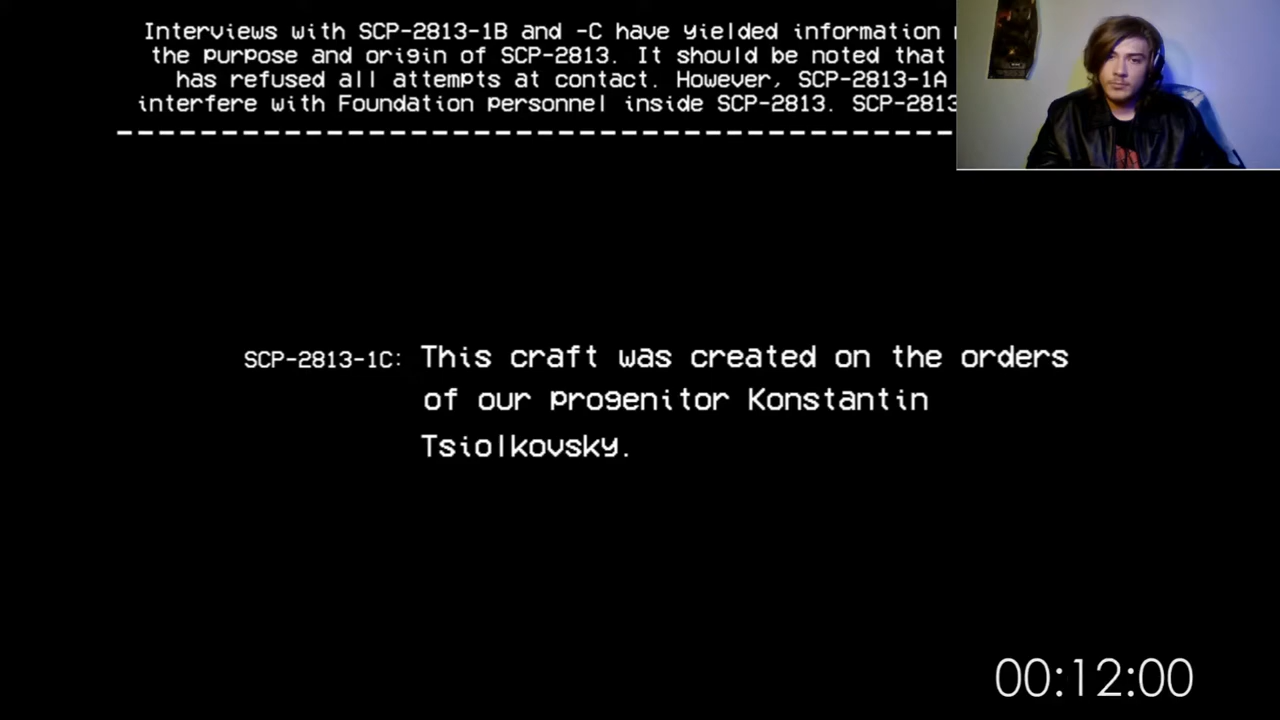 Interviews with SCP-2813-1B and -C have yielded information
the purpose and origin of SCP-2813. It should be noted that
has refused all attempts at contact. However, SCP-2813-1A
interfere with Foundation personnel inside SCP-2813. SCP-2813
SCP-2813-1C: This craft was created on the orders
of our progenitor Konstantin
Tsiolkovsky.
00:12:00